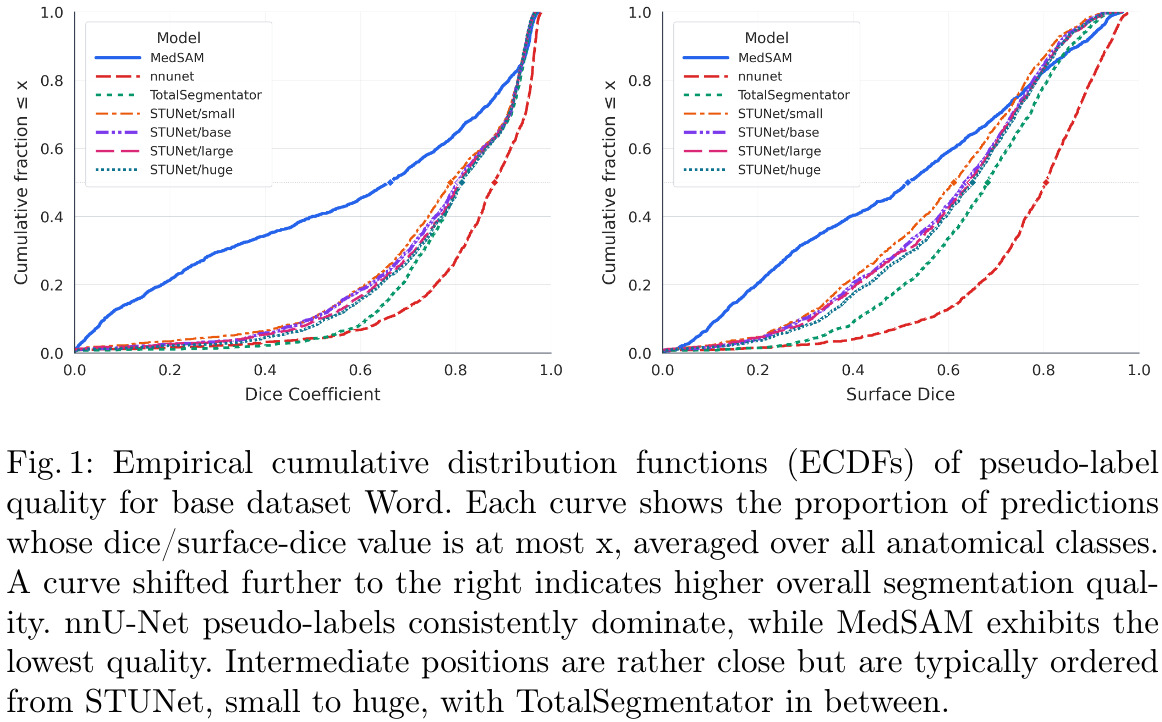 1.0
0.8
0.6
0.4
0.2
0.0
Cumulative fraction ≤ x
Model
MedSAM
nnunet
TotalSegmentator
STUNet/small
STUNet/base
STUNet/large
STUNet/huge
0.0 0.2 0.4 0.6 0.8 1.0
Dice Coefficient
1.0
0.8
0.6
0.4
0.2
0.0
Cumulative fraction ≤ x
Model
MedSAM
nnunet
TotalSegmentator
STUNet/small
STUNet/base
STUNet/large
STUNet/huge
0.0 0.2 0.4 0.6 0.8 1.0
Surface Dice
Fig. 1: Empirical cumulative distribution functions (ECDFs) of pseudo-label
quality for base dataset Word. Each curve shows the proportion of predictions
whose dice/surface-dice value is at most x, averaged over all anatomical classes.
A curve shifted further to the right indicates higher overall segmentation qual-
ity. nnU-Net pseudo-labels consistently dominate, while MedSAM exhibits the
lowest quality. Intermediate positions are rather close but are typically ordered
from STUNet, small to huge, with TotalSegmentator in between.